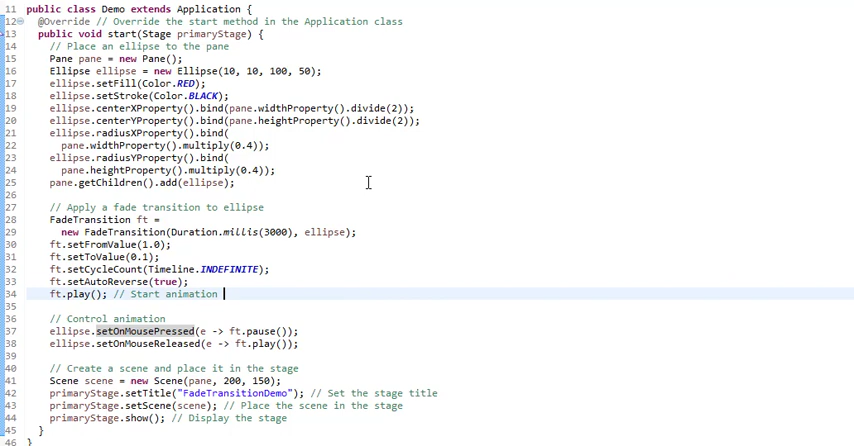 11 public class Demo extends Application {
12 @Override // Override the start method in the Application class
13 public void start(Stage primaryStage) {
14 // Place an ellipse to the pane
15 Pane pane = new Pane();
16 Ellipse ellipse = new Ellipse(10, 10, 100, 50);
17 ellipse.setFill(Color.RED);
18 ellipse.setStroke(Color.BLACK);
19 ellipse.centerXProperty().bind(pane.widthProperty().divide(2));
20 ellipse.centerYProperty().bind(pane.heightProperty().divide(2));
21 ellipse.radiusXProperty().bind(
22 pane.widthProperty().multiply(0.4));
23 ellipse.radiusYProperty().bind(
24 pane.heightProperty().multiply(0.4));
25 pane.getChildren().add(ellipse);
26
27 // Apply a fade transition to ellipse
28 FadeTransition ft =
29 new FadeTransition(Duration.millis(3000), ellipse);
30 ft.setFromValue(1.0);
31 ft.setToValue(0.1);
32 ft.setCycleCount(Timeline.INDEFINITE);
33 ft.setAutoReverse(true);
34 ft.play(); // Start animation
35
36 // Control animation
37 ellipse.setOnMousePressed(e -> ft.pause());
38 ellipse.setOnMouseReleased(e -> ft.play());
39
40 // Create a scene and place it in the stage
41 Scene scene = new Scene(pane, 200, 150);
42 primaryStage.setTitle("FadeTransitionDemo"); // Set the stage title
43 primaryStage.setScene(scene); // Place the scene in the stage
44 primaryStage.show(); // Display the stage
45 }
46 }